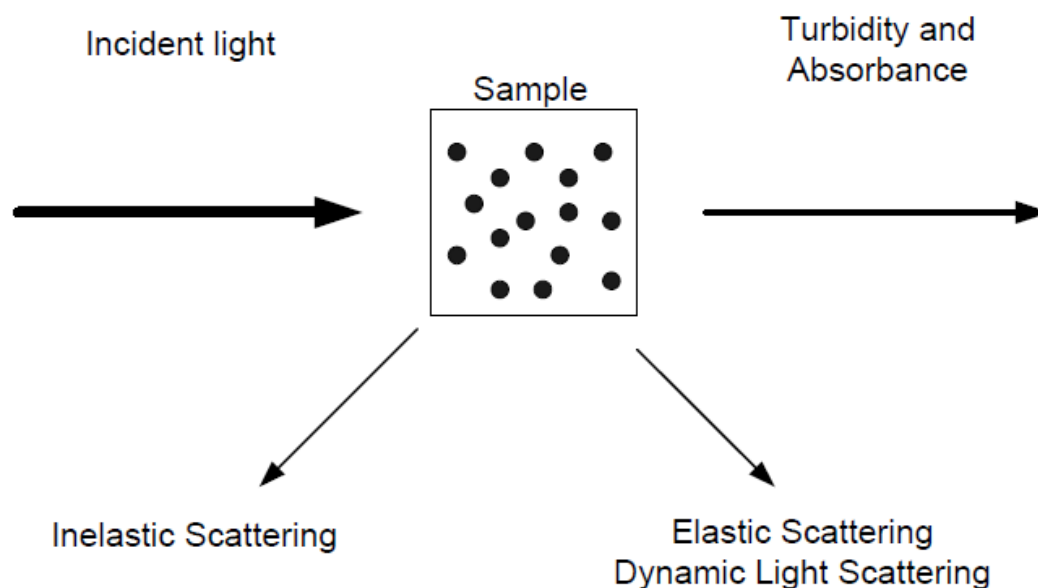 Incident light
Turbidity and
Absorbance
Sample
Inelastic Scattering
Elastic Scattering
Dynamic Light Scattering